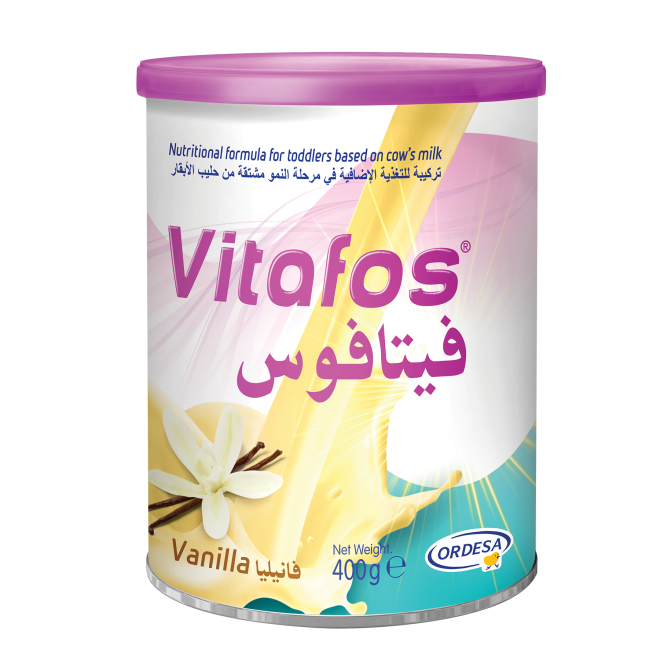 Nutritional formula for toddlers based on cow's milk
تركيبة للتغذية الإضافية في مرحلة النمو مشتقة من حليب الأبقار
Vitafos®
فيتافوس
Vanilla فانيليا
Net Weight.
400g ℮
ORDESA